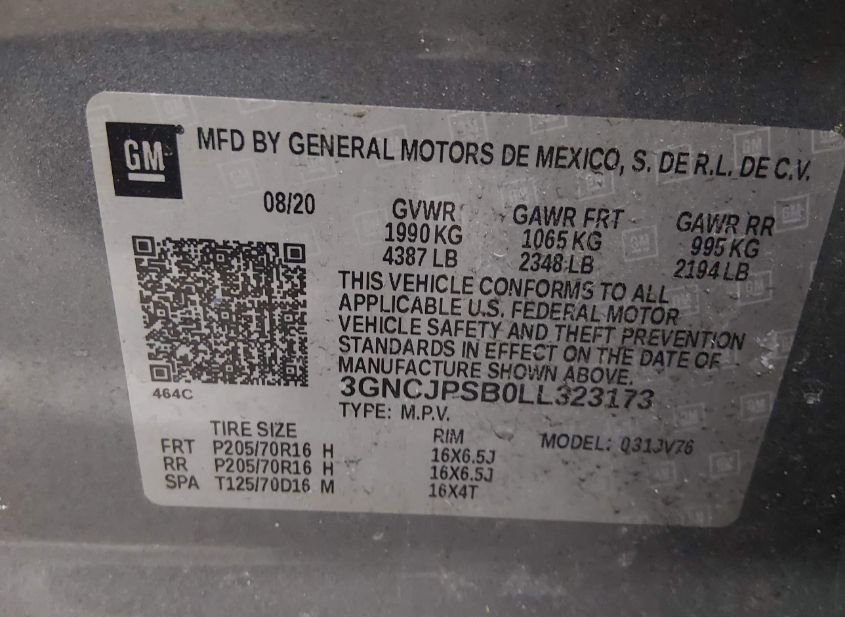 GM
MFD BY GENERAL MOTORS DE MEXICO, S. DE R.L. DE C.V.
08/20
GVWR GAWR FRT GAWR RR
1990 KG 1065 KG 995 KG
4387 LB 2348 LB 2194 LB
THIS VEHICLE CONFORMS TO ALL
APPLICABLE U.S. FEDERAL MOTOR
VEHICLE SAFETY AND THEFT PREVENTION
STANDARDS IN EFFECT ON THE DATE OF
MANUFACTURE SHOWN ABOVE.
464C
3GNCJPSB0LL323173
TYPE: M.P.V.
TIRE SIZE RIM MODEL: Q31JV76
FRT P205/70R16 H 16X6.5J
RR P205/70R16 H 16X6.5J
SPA T125/70D16 M 16X4T